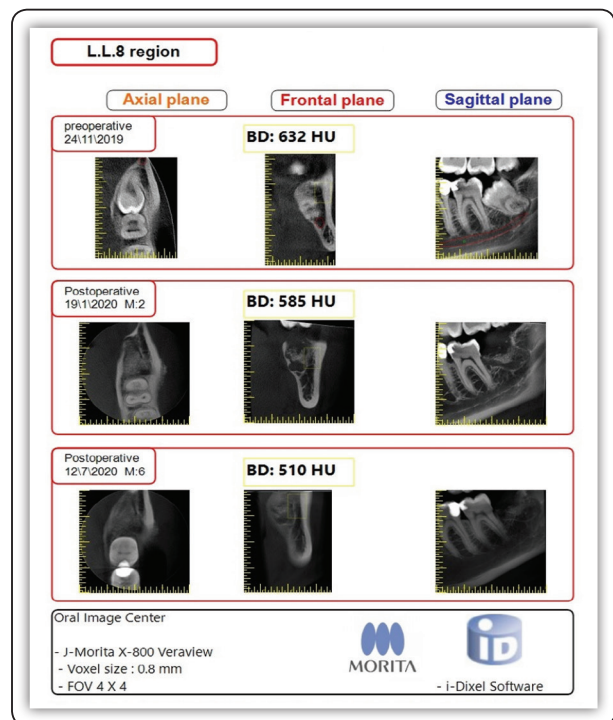 L.L.8 region
Axial plane
Frontal plane
Sagittal plane
preoperative
24\11\2019
BD: 632 HU
Postoperative
19\1\2020 M:2
BD: 585 HU
Postoperative
12\7\2020 M:6
BD: 510 HU
Oral Image Center
- J-Morita X-800 Veraview
- Voxel size : 0.8 mm
- FOV 4 X 4
MORITA
iD
- i-Dixel Software